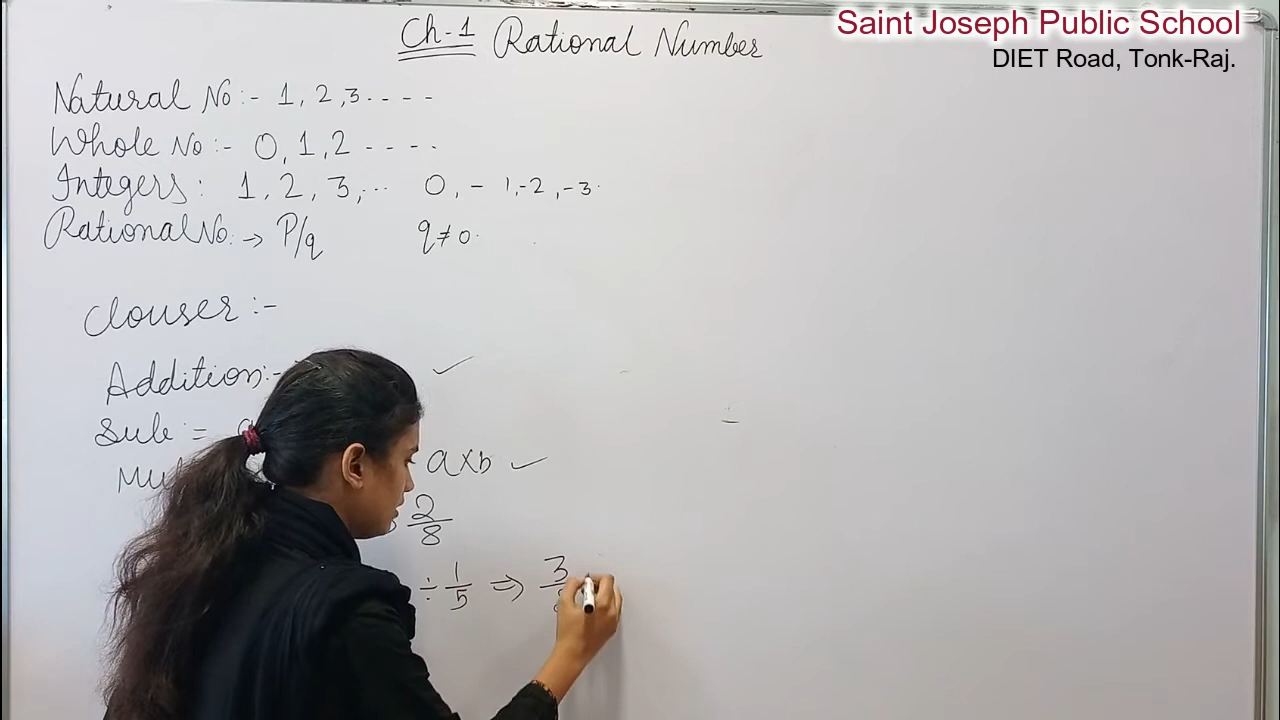 Saint Joseph Public School
DIET Road, Tonk-Raj.
Ch-1 Rational Number
Natural No:- 1, 2, 3 - - - -
Whole No:- 0, 1, 2 - - - -
Integers: 1, 2, 3, ... 0, - 1, -2, -3.
Rational No. → P/q q ≠ 0.
Clouser :-
Addition:- ✓
Sub =
Mul a×b ✓
2/8
÷ 1/5 ⇒ 3